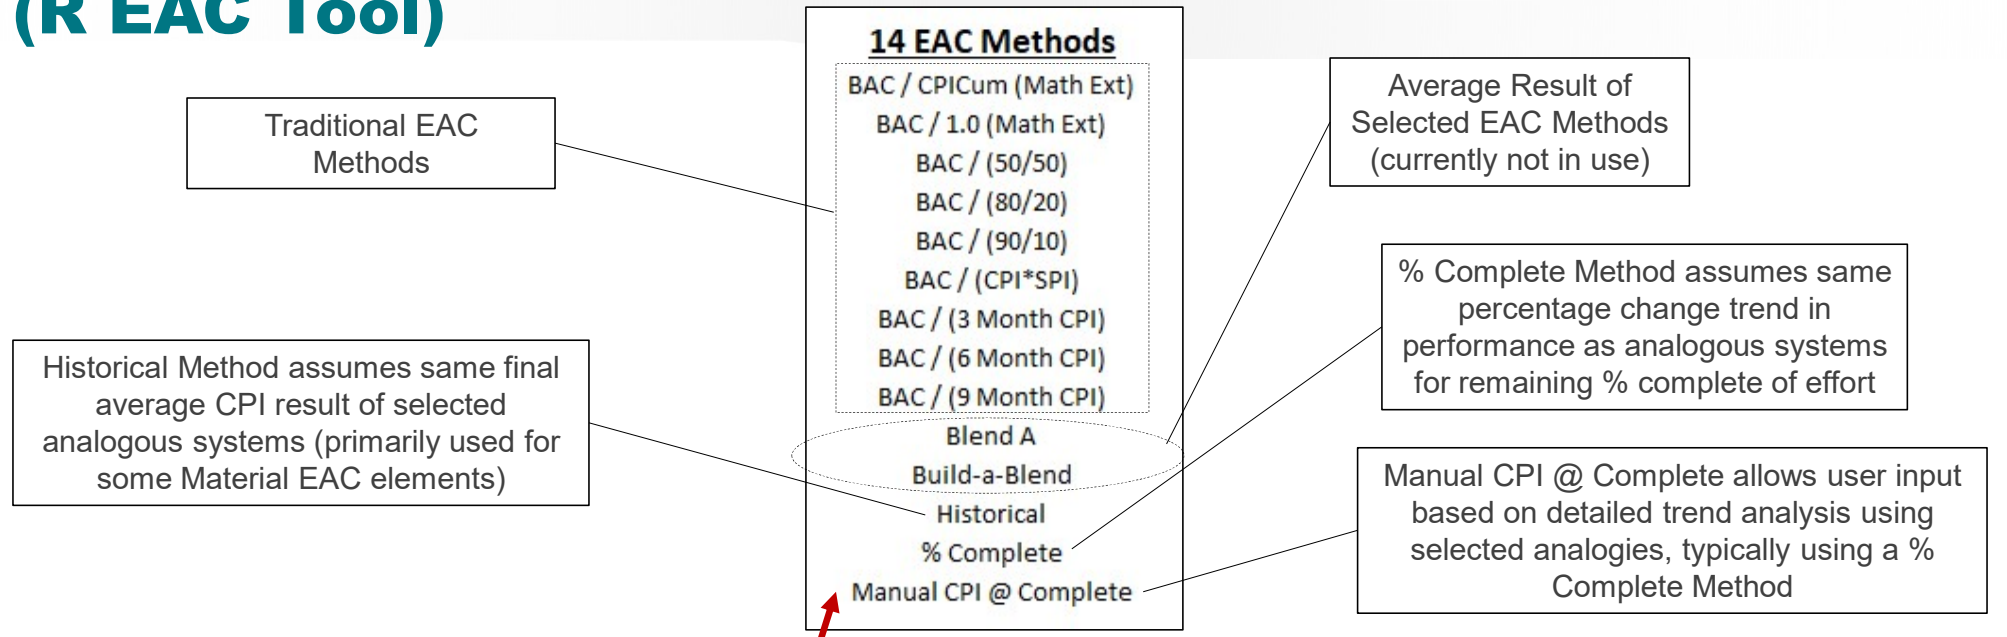 (R EAC Tool)
14 EAC Methods
BAC / CPICum (Math Ext)
BAC / 1.0 (Math Ext)
BAC / (50/50)
BAC / (80/20)
BAC / (90/10)
BAC / (CPI*SPI)
BAC / (3 Month CPI)
BAC / (6 Month CPI)
BAC / (9 Month CPI)
Blend A
Build-a-Blend
Historical
% Complete
Manual CPI @ Complete
Traditional EAC
Methods
Historical Method assumes same final
average CPI result of selected
analogous systems (primarily used for
some Material EAC elements)
Average Result of
Selected EAC Methods
(currently not in use)
% Complete Method assumes same
percentage change trend in
performance as analogous systems
for remaining % complete of effort
Manual CPI @ Complete allows user input
based on detailed trend analysis using
selected analogies, typically using a %
Complete Method